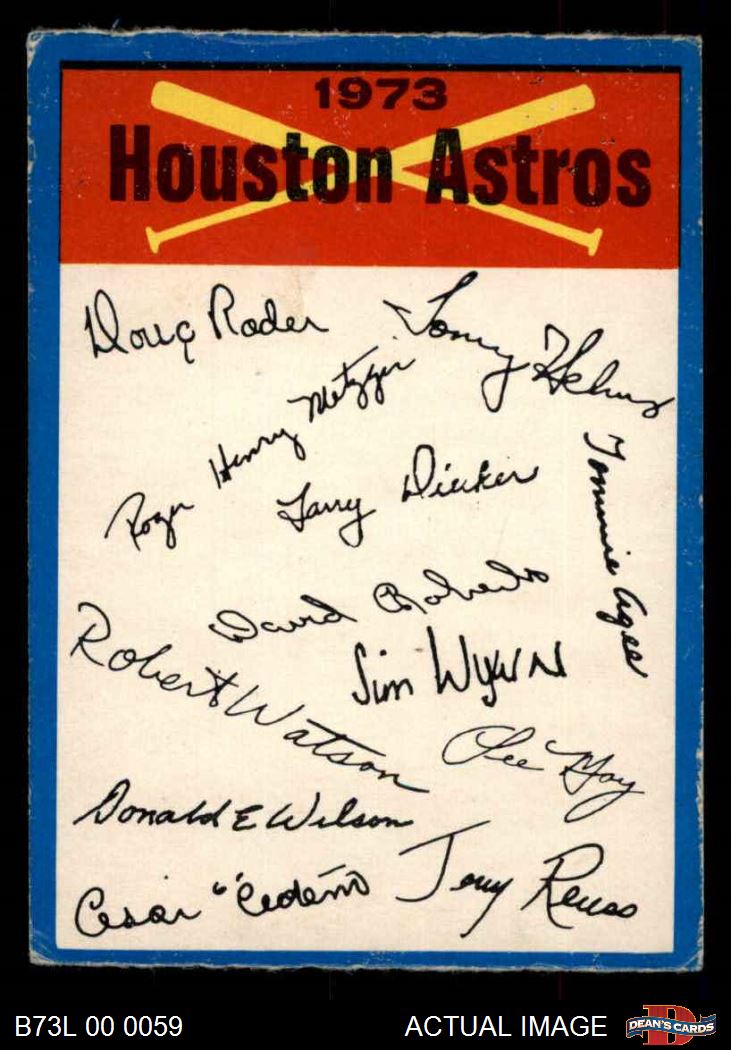 1973
Houston Astros
Doug Rader
Tommy Helms
Roger Henry Metzger
Larry Dierker
Tommie Agee
David Roberts
Robert Watson
Jim Wynn
Lee May
Donald E Wilson
Cesar "Cedeño
Jerry Reuss
B73L 00 0059
ACTUAL IMAGE
DEAN'S CARDS